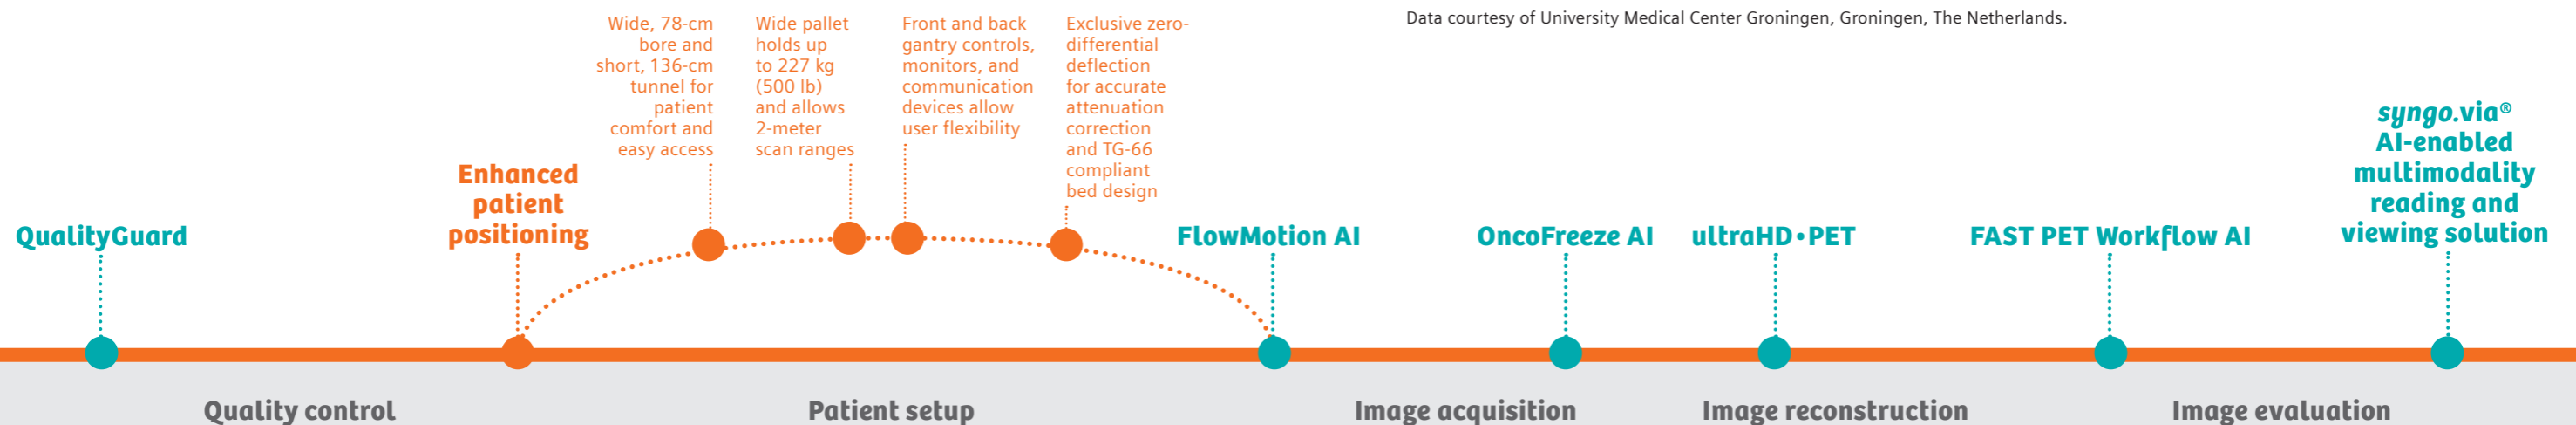 Data courtesy of University Medical Center Groningen, Groningen, The Netherlands.
QualityGuard
Enhanced
patient
positioning
Wide, 78-cm
bore and
short, 136-cm
tunnel for
patient
comfort and
easy access
Wide pallet
holds up
to 227 kg
(500 lb)
and allows
2-meter
scan ranges
Front and back
gantry controls,
monitors, and
communication
devices allow
user flexibility
Exclusive zero-
differential
deflection
for accurate
attenuation
correction
and TG-66
compliant
bed design
FlowMotion AI
OncoFreeze AI
ultraHD•PET
FAST PET Workflow AI
syngo.via®
AI-enabled
multimodality
reading and
viewing solution
Quality control
Patient setup
Image acquisition
Image reconstruction
Image evaluation